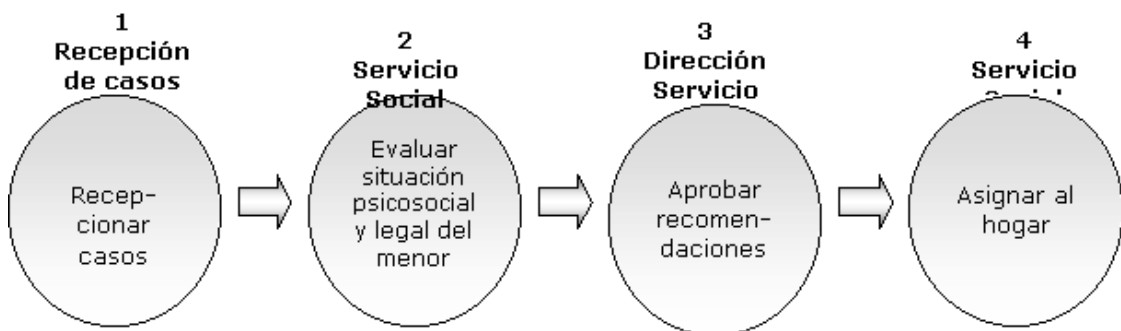 1
Recepción
de casos
2
Servicio
Social
3
Dirección
Servicio
4
Servicio
Recep-
cionar
casos
Evaluar
situación
psicosocial
y legal del
menor
Aprobar
recomen-
daciones
Asignar al
hogar